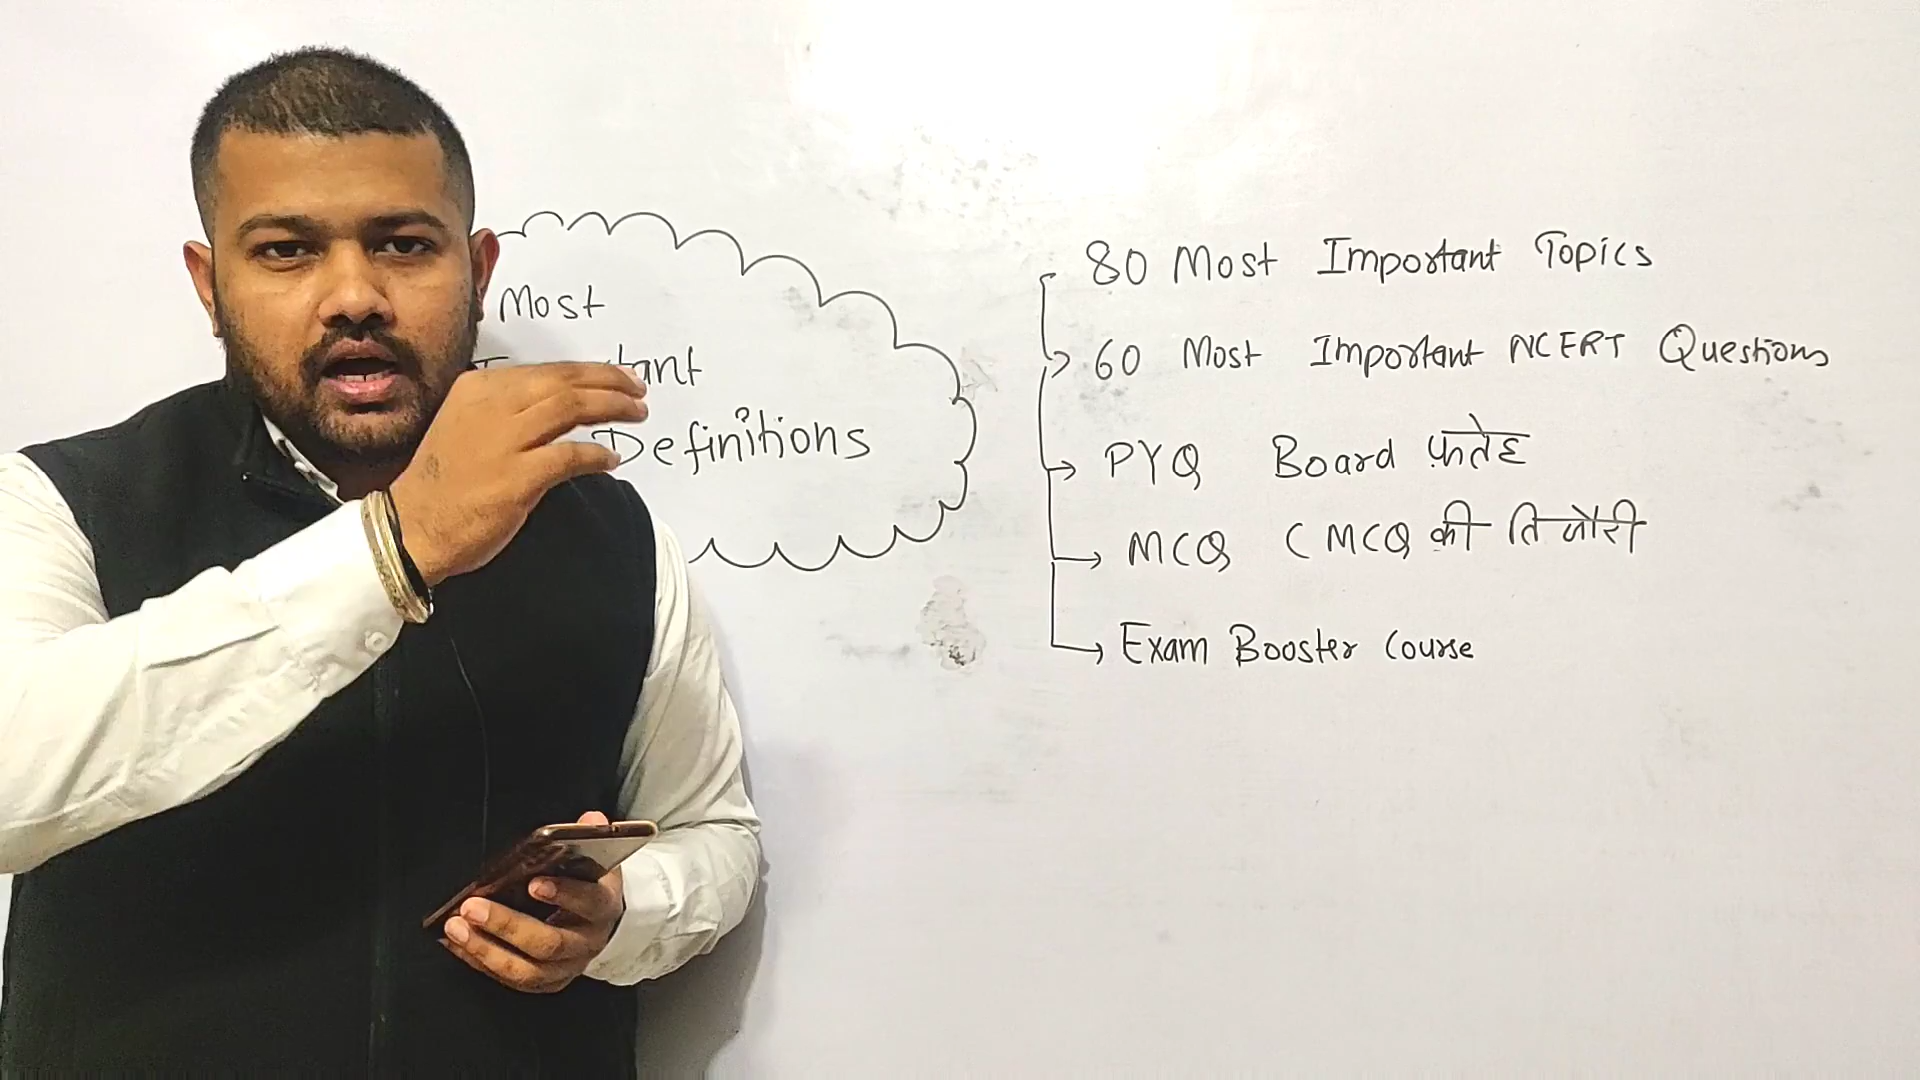 Most
Important
Definitions
80 Most Important Topics
60 Most Important NCERT Questions
PYQ Board फतेह
MCQ ( MCQ की तिजोरी
Exam Booster Course